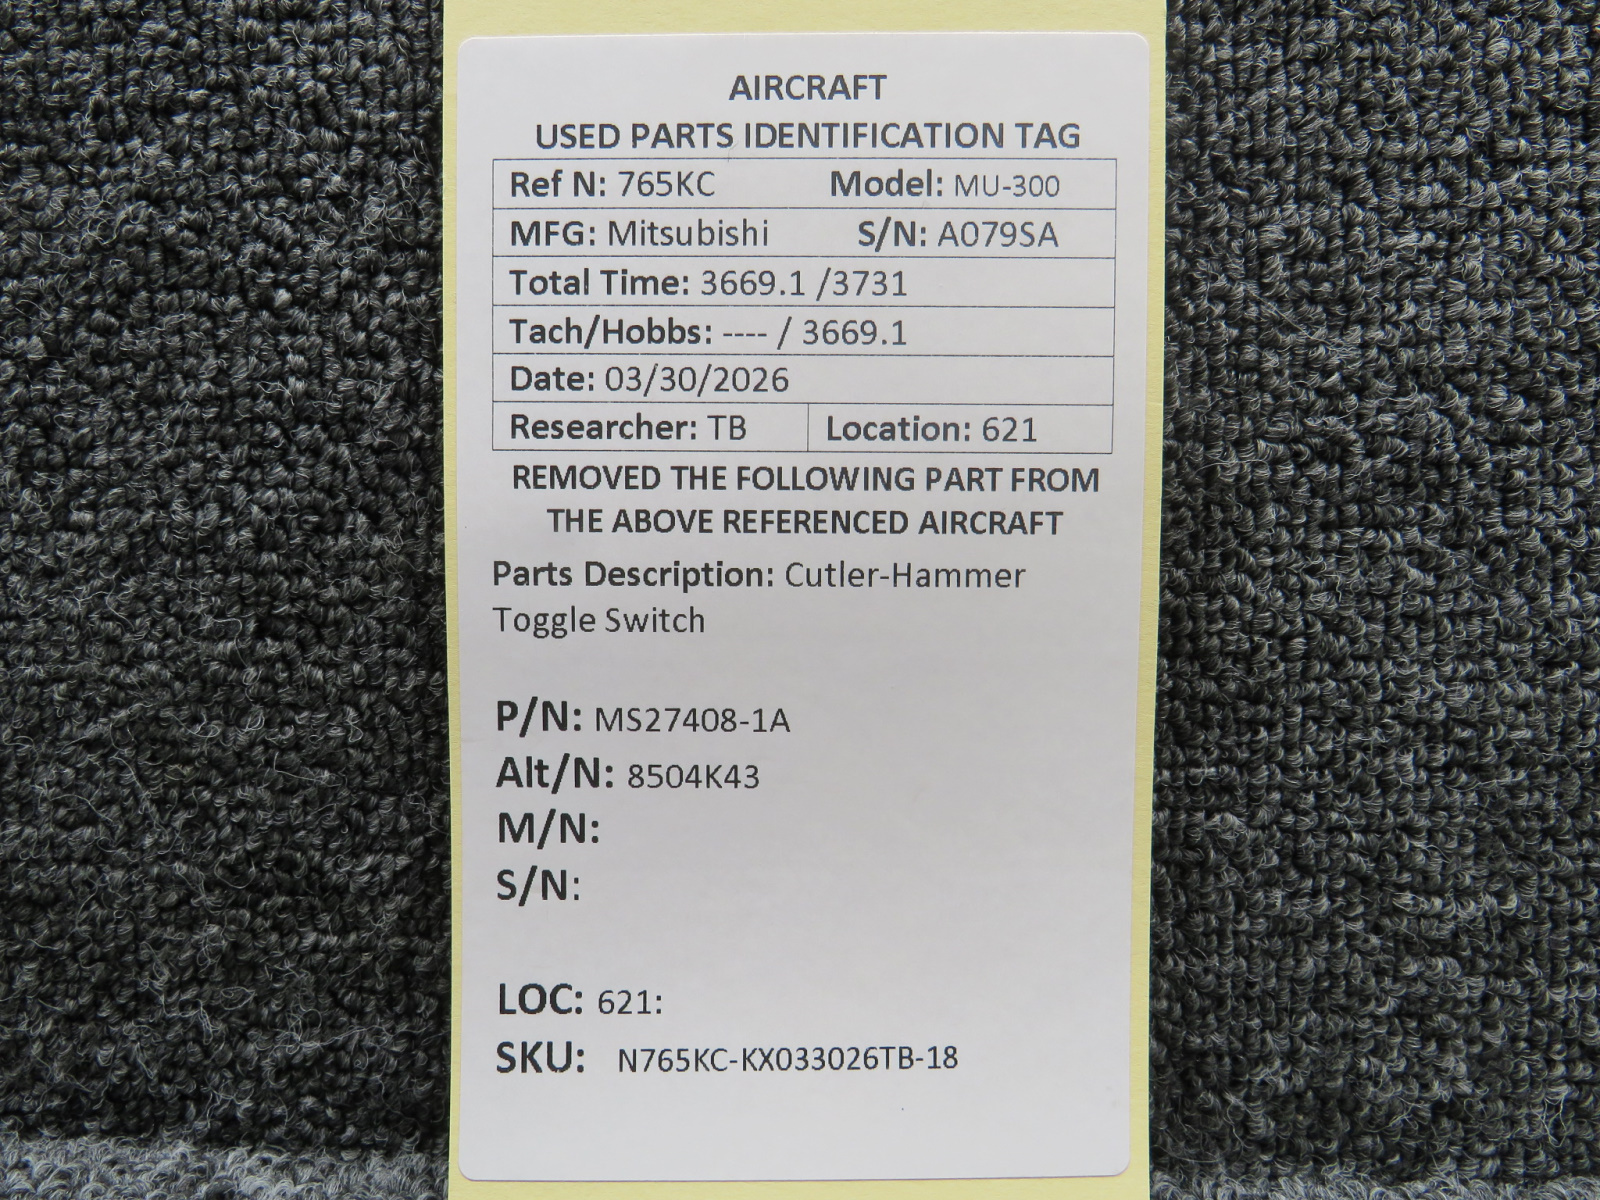 AIRCRAFT
USED PARTS IDENTIFICATION TAG
Ref N: 765KC Model: MU-300
MFG: Mitsubishi S/N: A079SA
Total Time: 3669.1 /3731
Tach/Hobbs: ---- / 3669.1
Date: 03/30/2026
Researcher: TB Location: 621
REMOVED THE FOLLOWING PART FROM
THE ABOVE REFERENCED AIRCRAFT
Parts Description: Cutler-Hammer
Toggle Switch
P/N: MS27408-1A
Alt/N: 8504K43
M/N:
S/N:
LOC: 621:
SKU: N765KC-KX033026TB-18